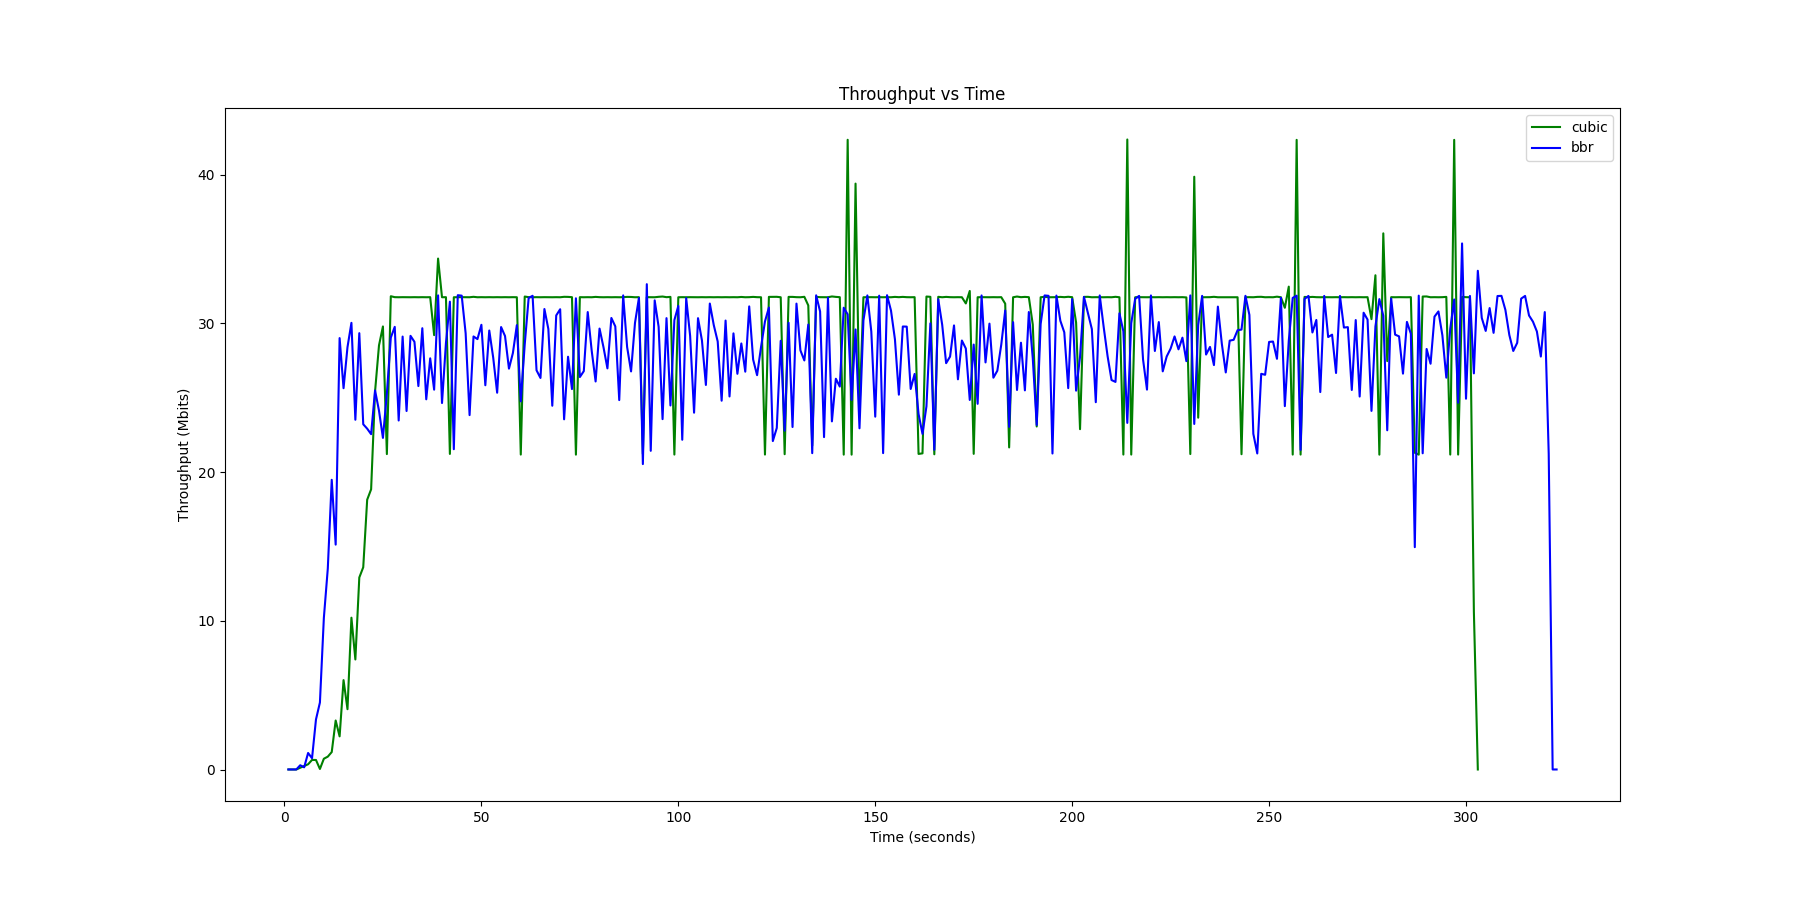 Throughput vs Time
cubic
bbr
Throughput (Mbits)
40
30
20
10
0
0 50 100 150 200 250 300
Time (seconds)